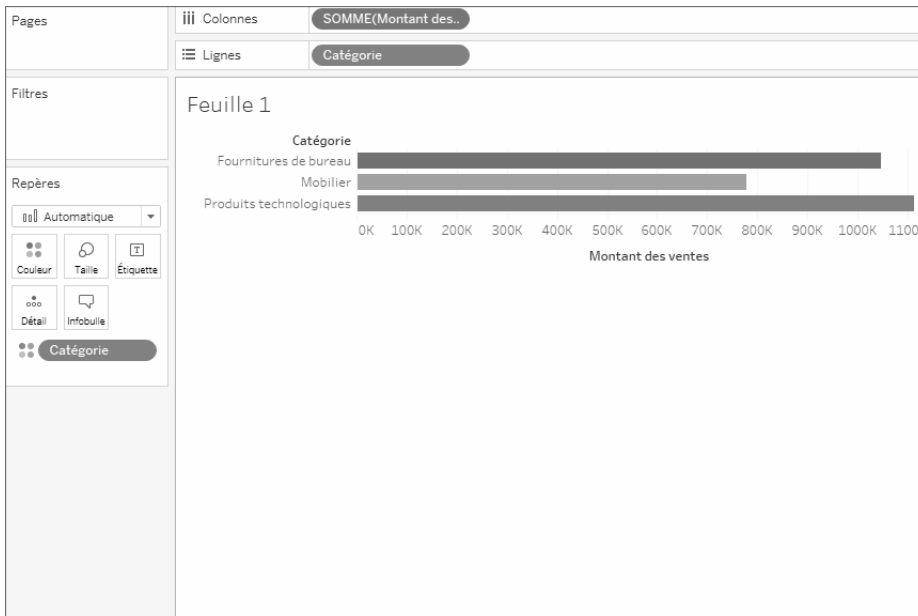 Pages
Colonnes
SOMME(Montant des..
Lignes
Catégorie
Filtres
Feuille 1
Catégorie
Fournitures de bureau
Mobilier
Produits technologiques
0K 100K 200K 300K 400K 500K 600K 700K 800K 900K 1000K 1100
Montant des ventes
Repères
Automatique
Couleur Taille Étiquette
Détail Infobulle
Catégorie